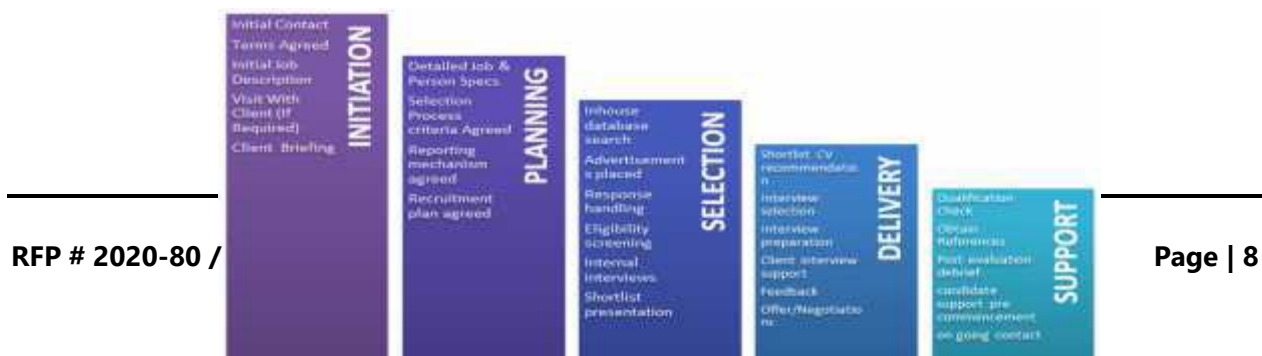 Initial Contact
Terms Agreed
Initial Job
Description
Visit With
Client (If
Required)
Client Briefing
INITIATION
Detailed Job &
Person Specs
Selection
Process
criteria Agreed
Reporting
mechanism
agreed
Recruitment
plan agreed
PLANNING
Inhouse
database
search
Advertisement
s placed
Response
handling
Eligibility
screening
Internal
Interviews
Shortlist
presentation
SELECTION
Shortlist CV
recommendatio
n
Interview
selection
Interview
preparation
Client interview
support
Feedback
Offer/Negotiatio
ns
DELIVERY
Qualification
Check
Obtain
References
Post evaluation
debrief
candidate
support pre
commencement
on going contact
SUPPORT
RFP # 2020-80 /
Page | 8